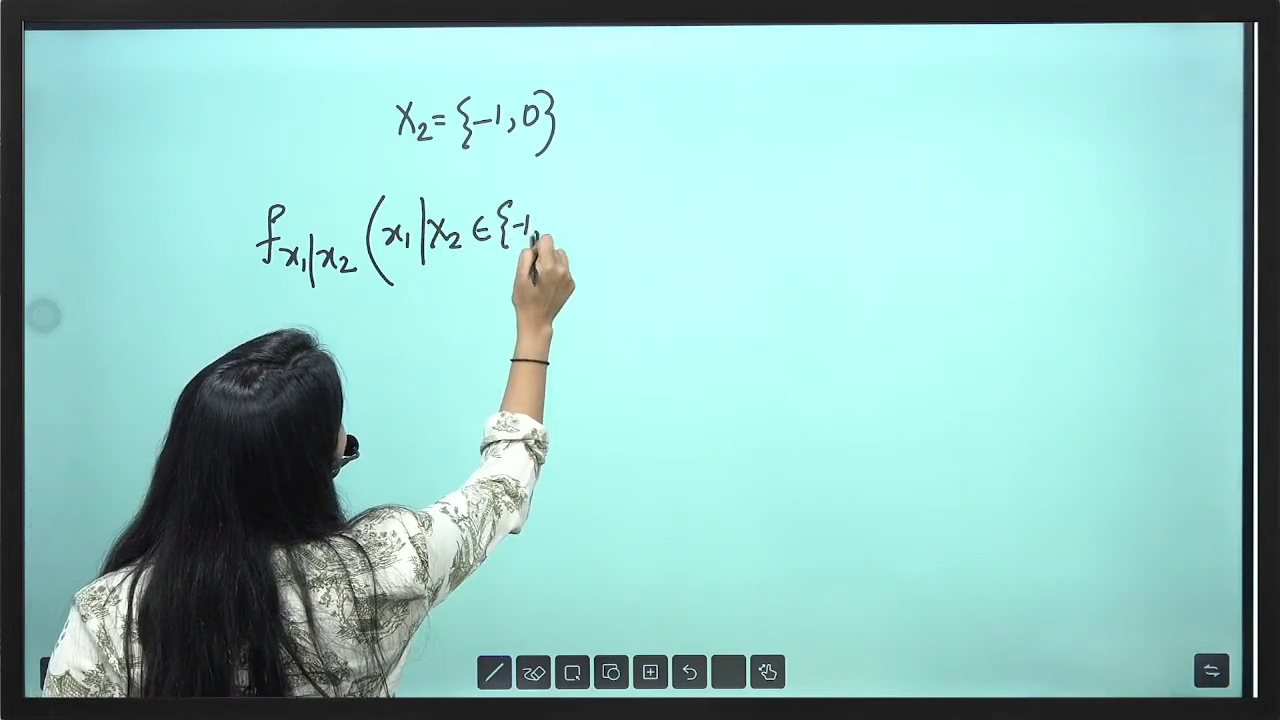 X₂ = {-1, 0}
f_{x₁|x₂} (x₁|X₂ ∈ {-1,